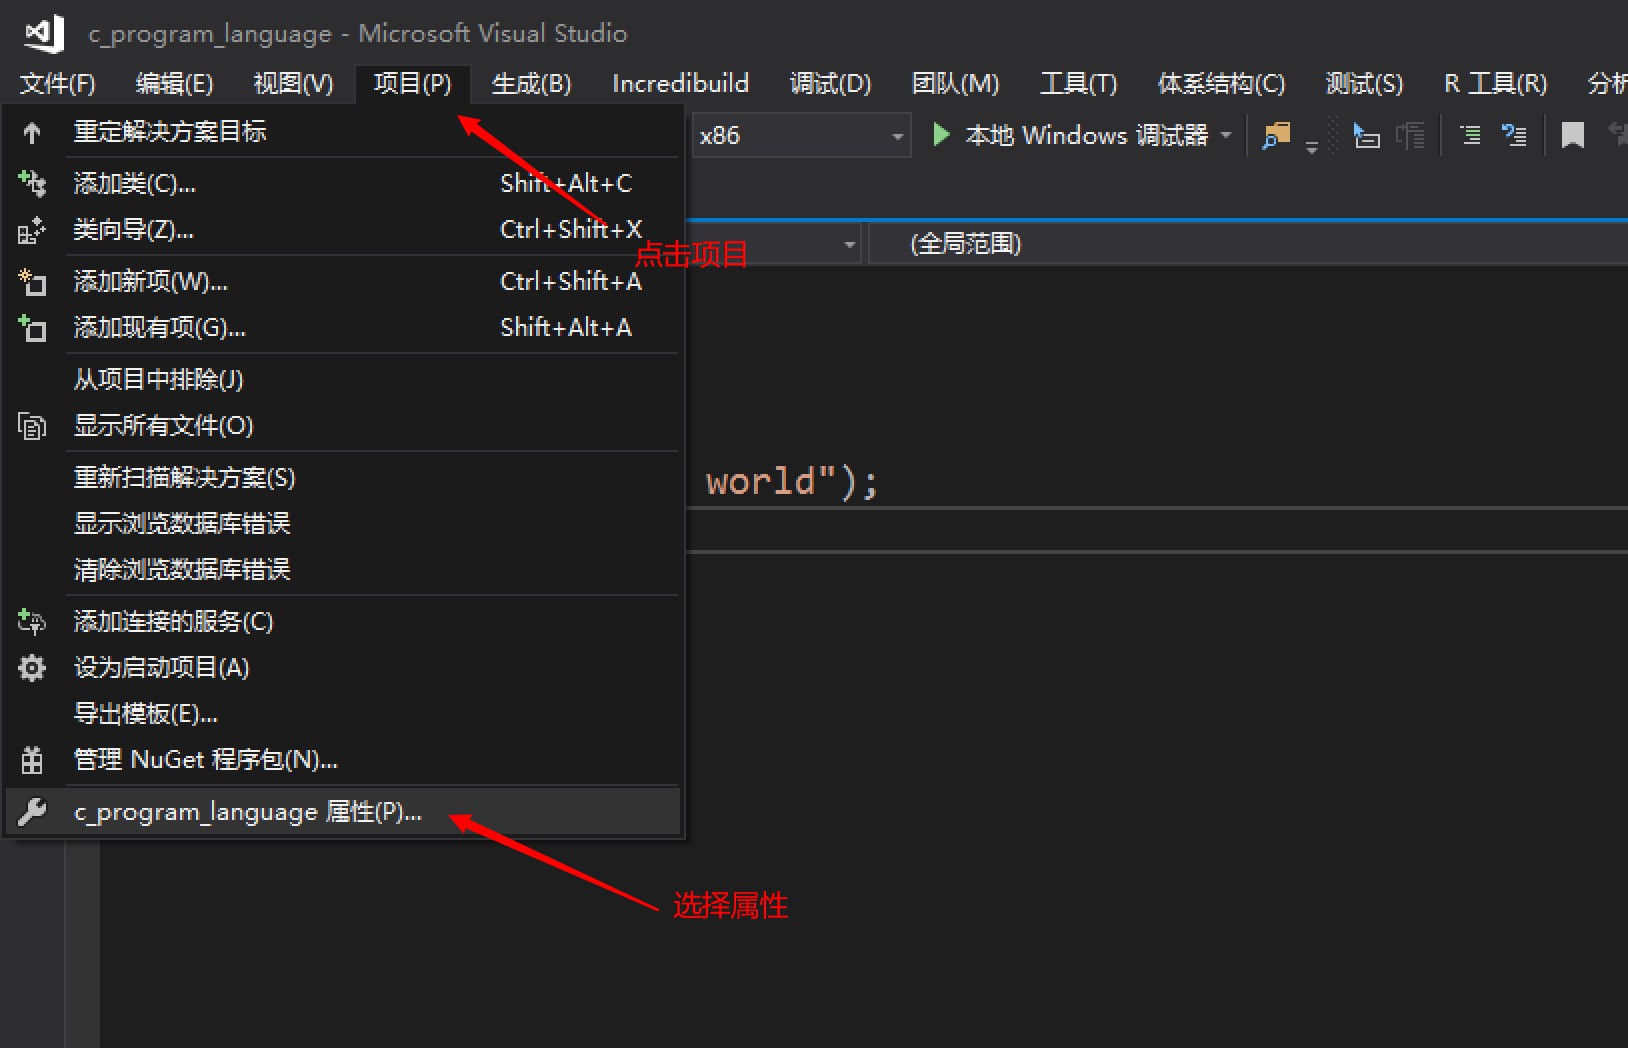 c_program_language - Microsoft Visual Studio
文件(F) 编辑(E) 视图(V) 项目(P) 生成(B) Incredibuild 调试(D) 团队(M) 工具(T) 体系结构(C) 测试(S) R 工具(R) 分析
x86 本地 Windows 调试器
重定解决方案目标
添加类(C)... Shift+Alt+C
类向导(Z)... Ctrl+Shift+X
点击项目
(全局范围)
添加新项(W)... Ctrl+Shift+A
添加现有项(G)... Shift+Alt+A
从项目中排除(J)
显示所有文件(O)
重新扫描解决方案(S)
world");
显示浏览数据库错误
清除浏览数据库错误
添加连接的服务(C)
设为启动项目(A)
导出模板(E)...
管理 NuGet 程序包(N)...
c_program_language 属性(P)...
选择属性